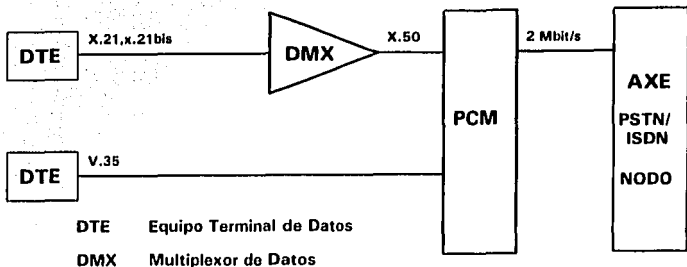 DTE
X.21,x.21bis
DMX
X.50
PCM
2 Mbit/s
AXE
PSTN/
ISDN
NODO
DTE
V.35
DTE Equipo Terminal de Datos
DMX Multiplexor de Datos